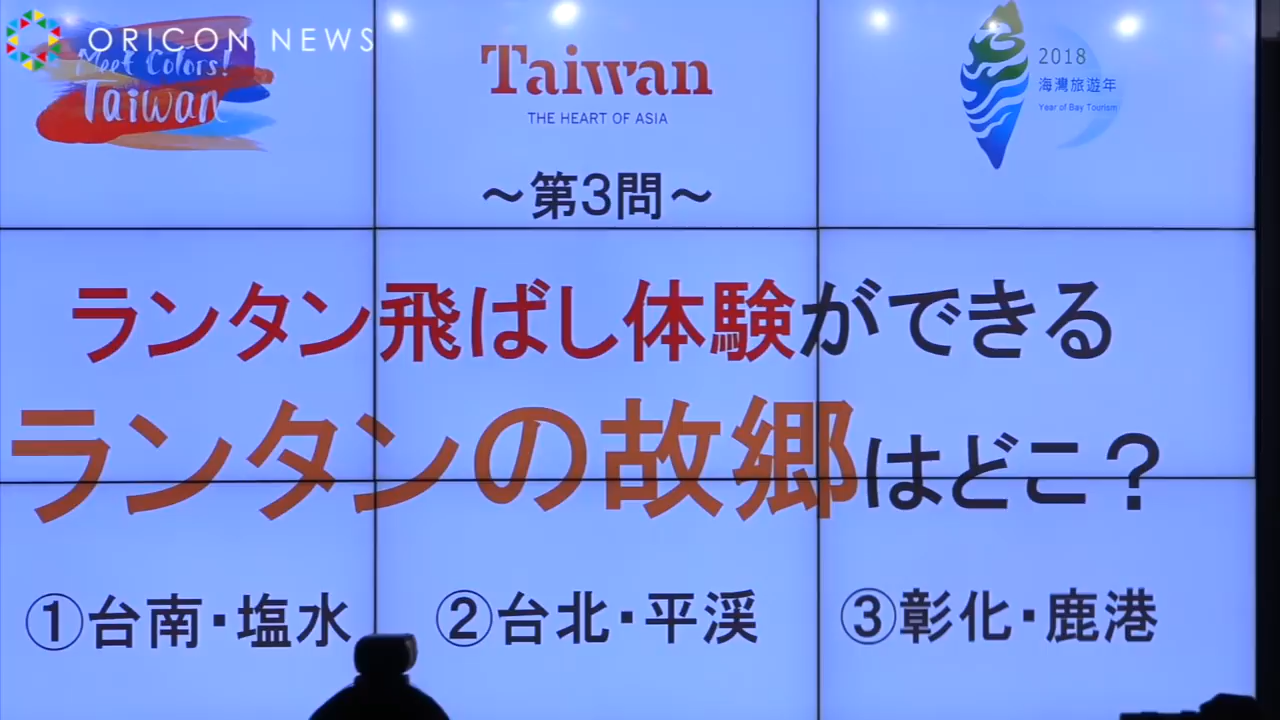 ORICON NEWS
Meet Colors!
Taiwan
Taiwan
THE HEART OF ASIA
2018
海灣旅遊年
Year of Bay Tourism
～第3問～
ランタン飛ばし体験ができる
ランタンの故郷はどこ？
①台南・塩水 ②台北・平渓 ③彰化・鹿港